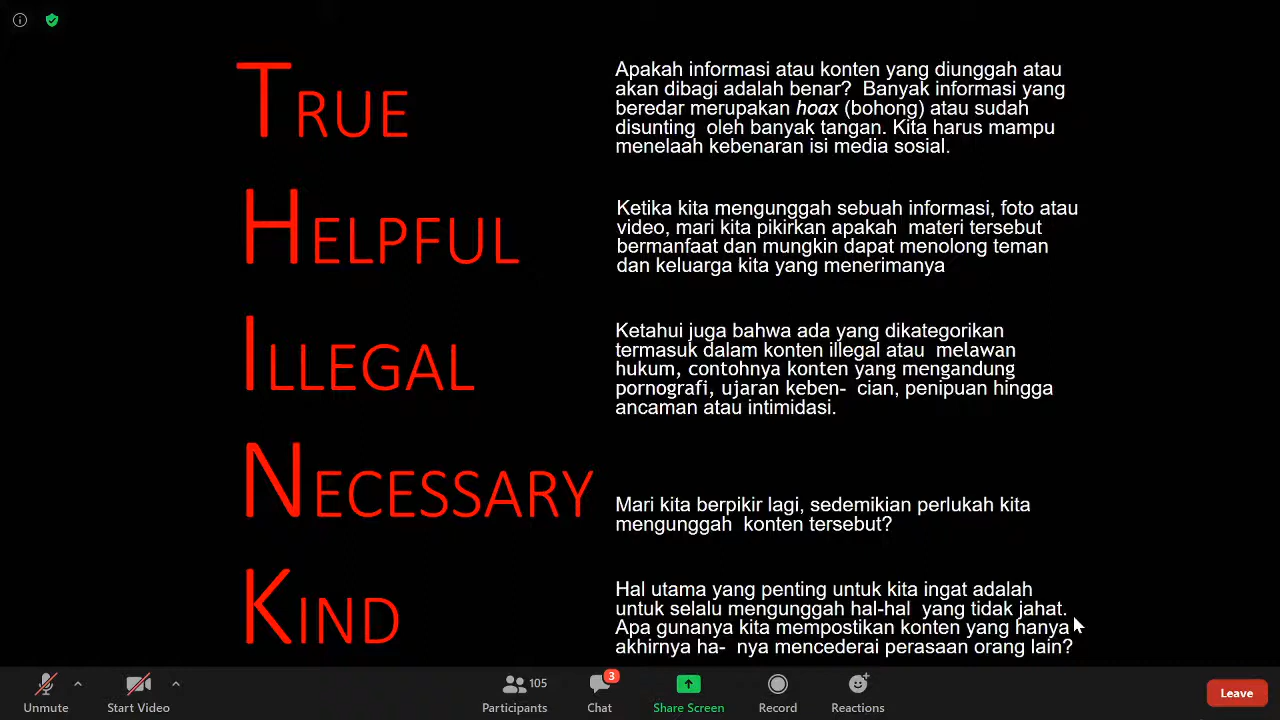 TRUE
Apakah informasi atau konten yang diunggah atau
akan dibagi adalah benar?  Banyak informasi yang
beredar merupakan hoax (bohong) atau sudah
disunting  oleh banyak tangan. Kita harus mampu
menelaah kebenaran isi media sosial.
HELPFUL
Ketika kita mengunggah sebuah informasi, foto atau
video, mari kita pikirkan apakah  materi tersebut
bermanfaat dan mungkin dapat menolong teman
dan keluarga kita yang menerimanya
ILLEGAL
Ketahui juga bahwa ada yang dikategorikan
termasuk dalam konten illegal atau  melawan
hukum, contohnya konten yang mengandung
pornografi, ujaran keben-  cian, penipuan hingga
ancaman atau intimidasi.
NECESSARY
Mari kita berpikir lagi, sedemikian perlukah kita
mengunggah  konten tersebut?
KIND
Hal utama yang penting untuk kita ingat adalah
untuk selalu mengunggah hal-hal  yang tidak jahat.
Apa gunanya kita mempostikan konten yang hanya
akhirnya ha-  nya mencederai perasaan orang lain?
Unmute
Start Video
105
Participants
3
Chat
Share Screen
Record
Reactions
Leave